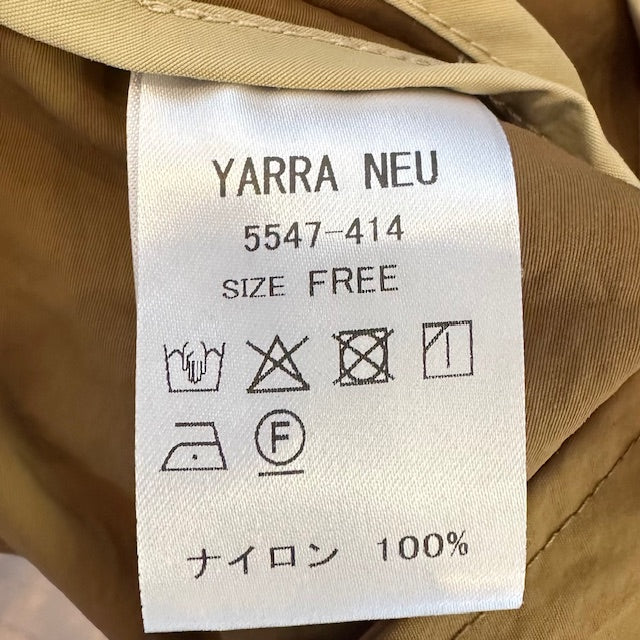 YARRA NEU
5547-414
SIZE FREE
F
ナイロン 100%